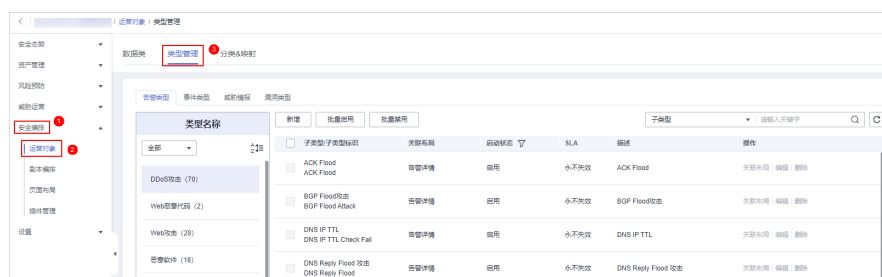 / 运营对象 / 类型管理
安全态势
资产管理
风险预防
威胁运营
安全编排 1
运营对象 2
剧本编排
页面布局
插件管理
设置
数据类 类型管理 3 分类&映射
告警类型 事件类型 威胁情报 漏洞类型
类型名称
全部
DDoS攻击 (70)
Web恶意代码 (2)
Web攻击 (28)
恶意软件 (18)
新增 批量启用 批量禁用 子类型 请输入关键字
子类型/子类型标识 关联布局 启动状态 SLA 描述 操作
ACK Flood
ACK Flood 告警详情 启用 永不失效 ACK Flood 关联布局 编辑 删除
BGP Flood攻击
BGP Flood Attack 告警详情 启用 永不失效 BGP Flood攻击 关联布局 编辑 删除
DNS IP TTL
DNS IP TTL Check Fail 告警详情 启用 永不失效 DNS IP TTL 关联布局 编辑 删除
DNS Reply Flood 攻击
DNS Reply Flood 告警详情 启用 永不失效 DNS Reply Flood 攻击 关联布局 编辑 删除